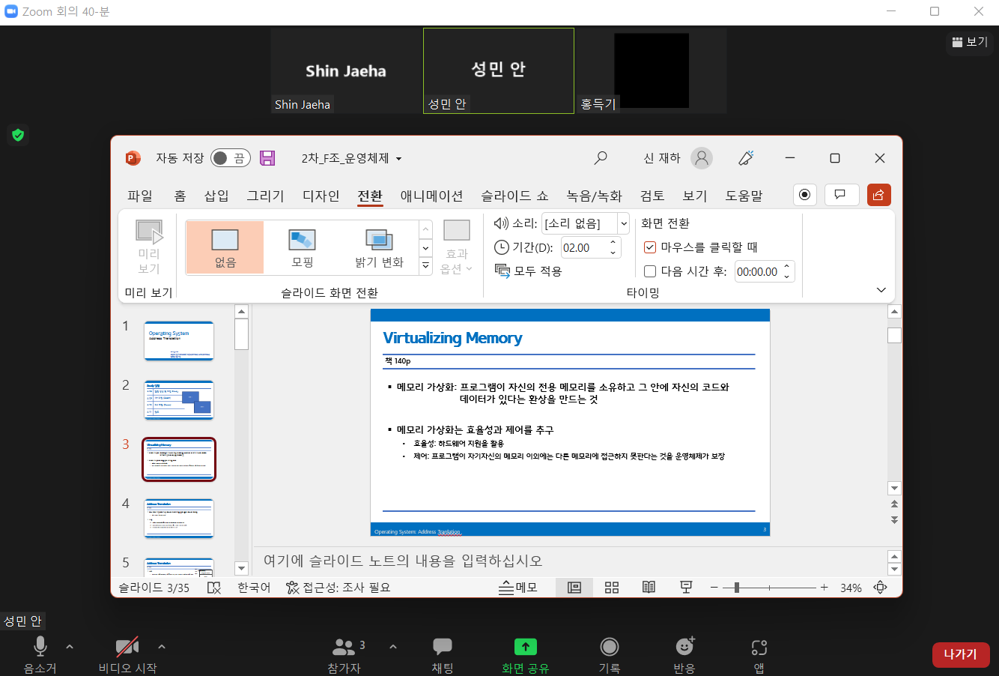 Zoom 회의 40-분
보기
Shin Jaeha
Shin Jaeha
성민 안
성민 안
홍득기
자동 저장
끔
2차_F조_운영체제
신 재하
파일 홈 삽입 그리기 디자인 전환 애니메이션 슬라이드 쇼 녹음/녹화 검토 보기 도움말
미리
보기
미리 보기
없음
모핑
밝기 변화
효과
옵션
슬라이드 화면 전환
소리: [소리 없음]
기간(D): 02.00
모두 적용
화면 전환
마우스를 클릭할 때
다음 시간 후: 00:00.00
타이밍
1
Operating System
Address Translation
2
3
Virtualizing Memory
4
Address Translation
5
Address Translation
Virtualizing Memory
책 140p
▪ 메모리 가상화: 프로그램이 자신의 전용 메모리를 소유하고 그 안에 자신의 코드와
데이터가 있다는 환상을 만드는 것
▪ 메모리 가상화는 효율성과 제어를 추구
• 효율성: 하드웨어 지원을 활용
• 제어: 프로그램이 자기자신의 메모리 이외에는 다른 메모리에 접근하지 못한다는 것을 운영체제가 보장
Operating System: Address Tranlation
3
여기에 슬라이드 노트의 내용을 입력하십시오
슬라이드 3/35
한국어
접근성: 조사 필요
메모
34%
성민 안
음소거
비디오 시작
참가자
3
채팅
화면 공유
기록
반응
앱
나가기